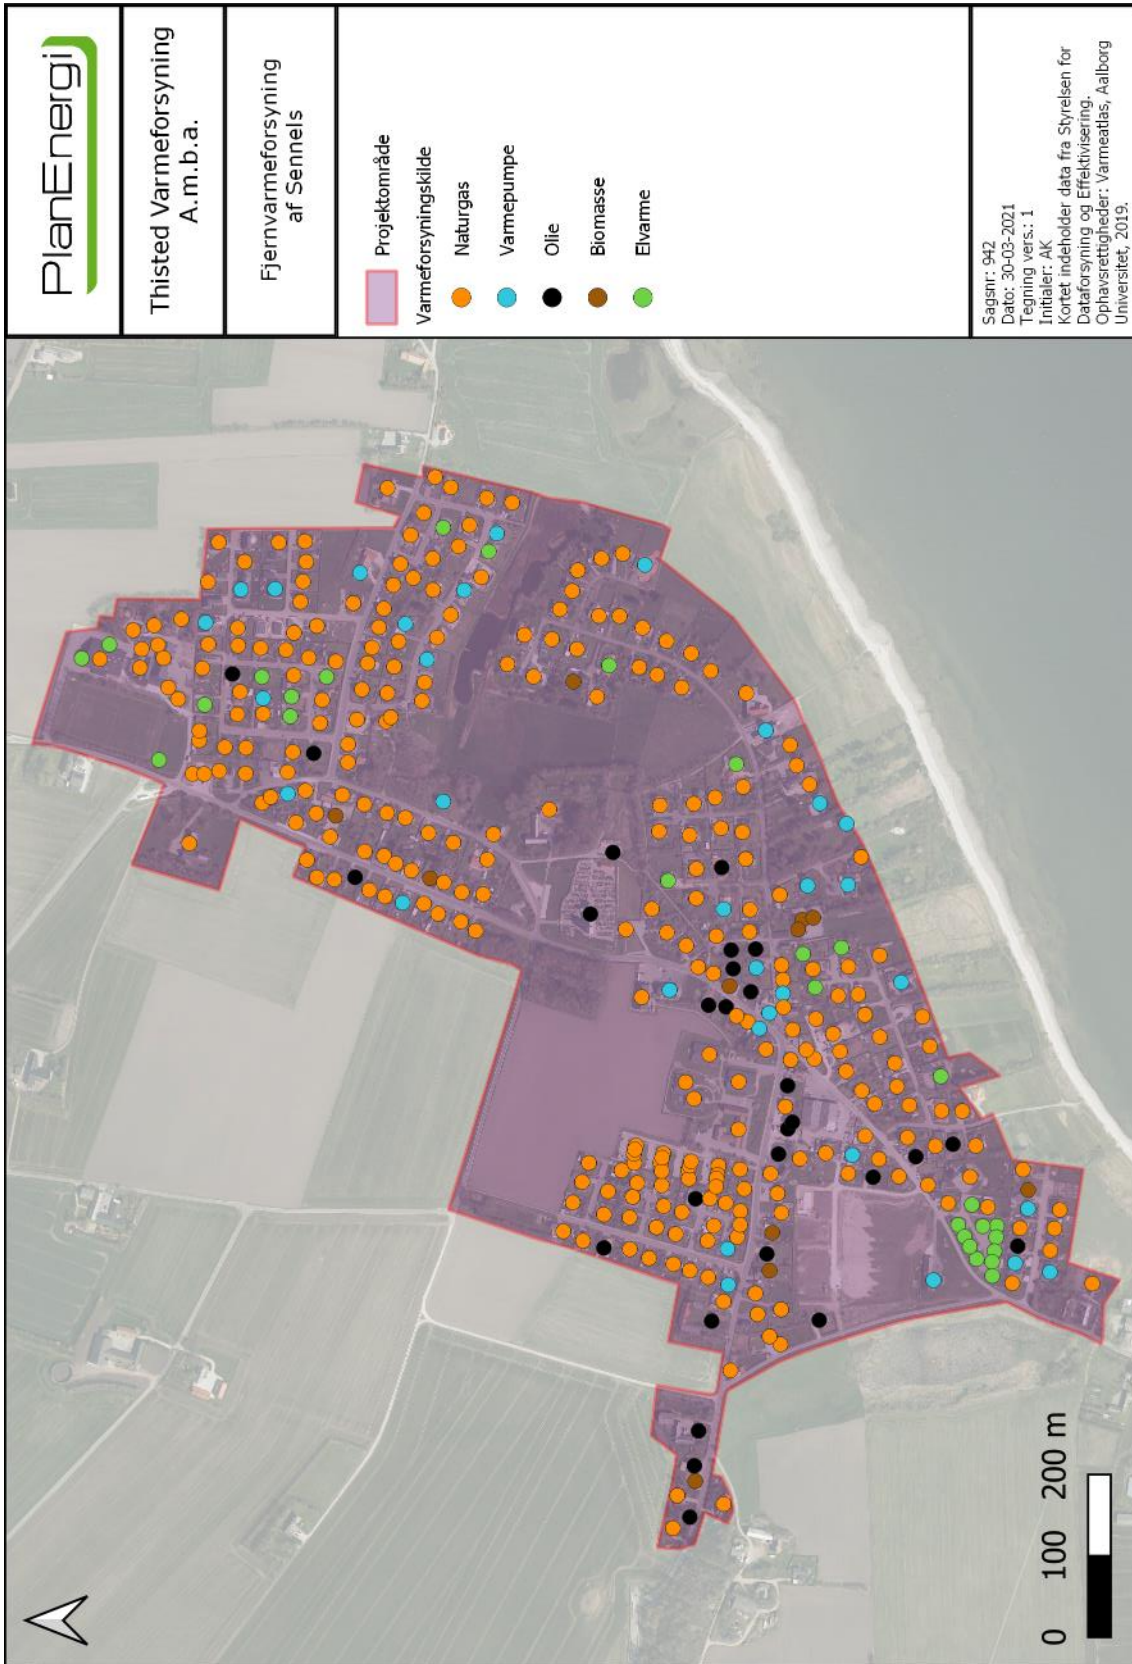 PlanEnergi
Thisted Varmeforsyning
A.m.b.a.
Fjernvarmeforsyning
af Sennels
Projektområde
Varmeforsyningskilde
Naturgas
Varmepumpe
Olie
Biomasse
Elvarme
Sagsnr: 942
Dato: 30-03-2021
Tegning vers.: 1
Initialer: AK
Kortet indeholder data fra Styrelsen for
Dataforsyning og Effektivisering.
Ophavsrettigheder: Varmeatlas, Aalborg
Universitet, 2019.
0 100 200 m